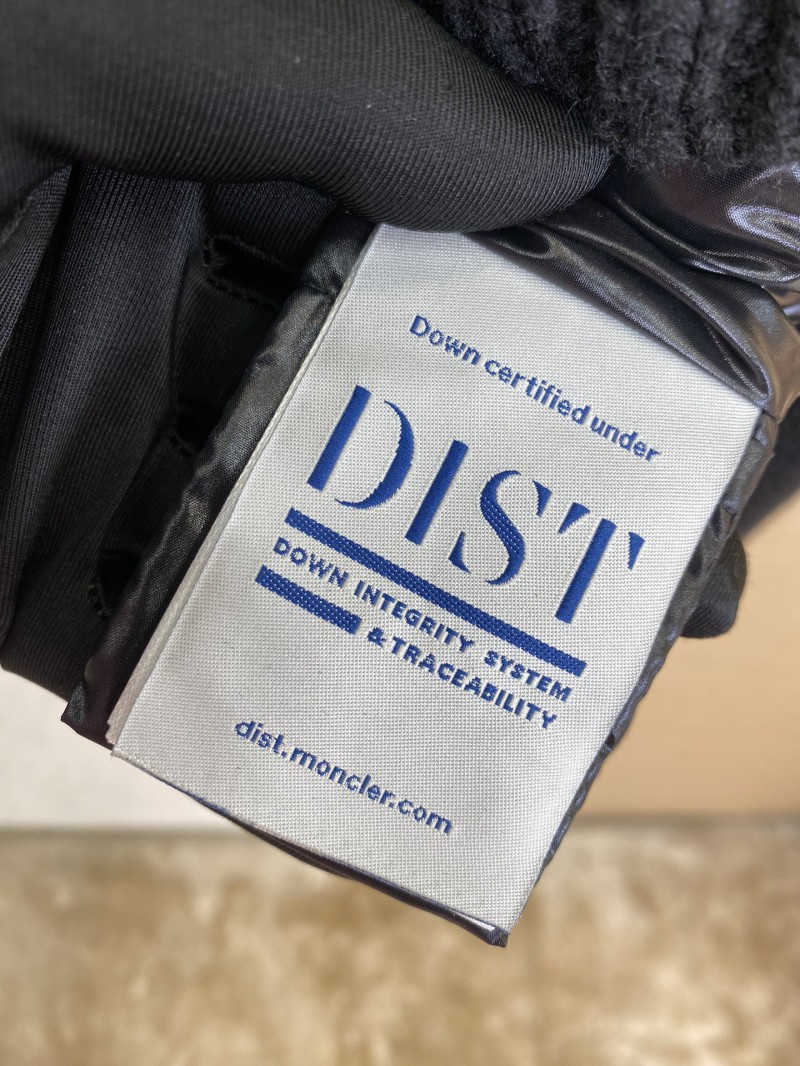 Down certified under
DIST
DOWN INTEGRITY SYSTEM
& TRACEABILITY
dist.moncler.com